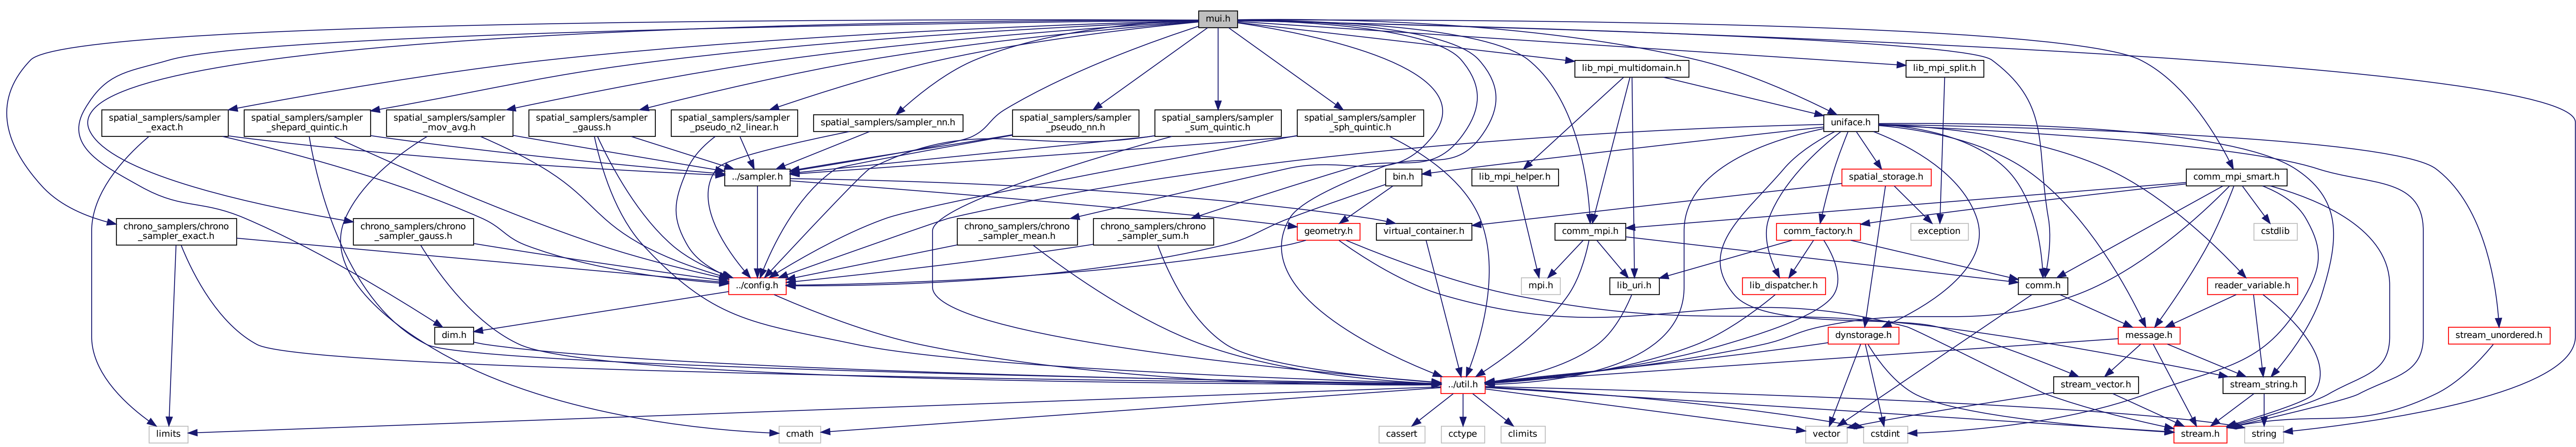 mui.h
lib_mpi_multidomain.h
lib_mpi_split.h
spatial_samplers/sampler
_exact.h
spatial_samplers/sampler
_shepard_quintic.h
spatial_samplers/sampler
_mov_avg.h
spatial_samplers/sampler
_gauss.h
spatial_samplers/sampler
_pseudo_n2_linear.h
spatial_samplers/sampler_nn.h
spatial_samplers/sampler
_pseudo_nn.h
spatial_samplers/sampler
_sum_quintic.h
spatial_samplers/sampler
_sph_quintic.h
uniface.h
../sampler.h
lib_mpi_helper.h
bin.h
spatial_storage.h
comm_mpi_smart.h
chrono_samplers/chrono
_sampler_exact.h
chrono_samplers/chrono
_sampler_gauss.h
chrono_samplers/chrono
_sampler_mean.h
chrono_samplers/chrono
_sampler_sum.h
geometry.h
virtual_container.h
comm_mpi.h
comm_factory.h
exception
cstdlib
../config.h
mpi.h
lib_uri.h
lib_dispatcher.h
comm.h
reader_variable.h
dim.h
dynstorage.h
message.h
stream_unordered.h
../util.h
stream_vector.h
stream_string.h
limits
cmath
cassert
cctype
climits
vector
cstdint
stream.h
string